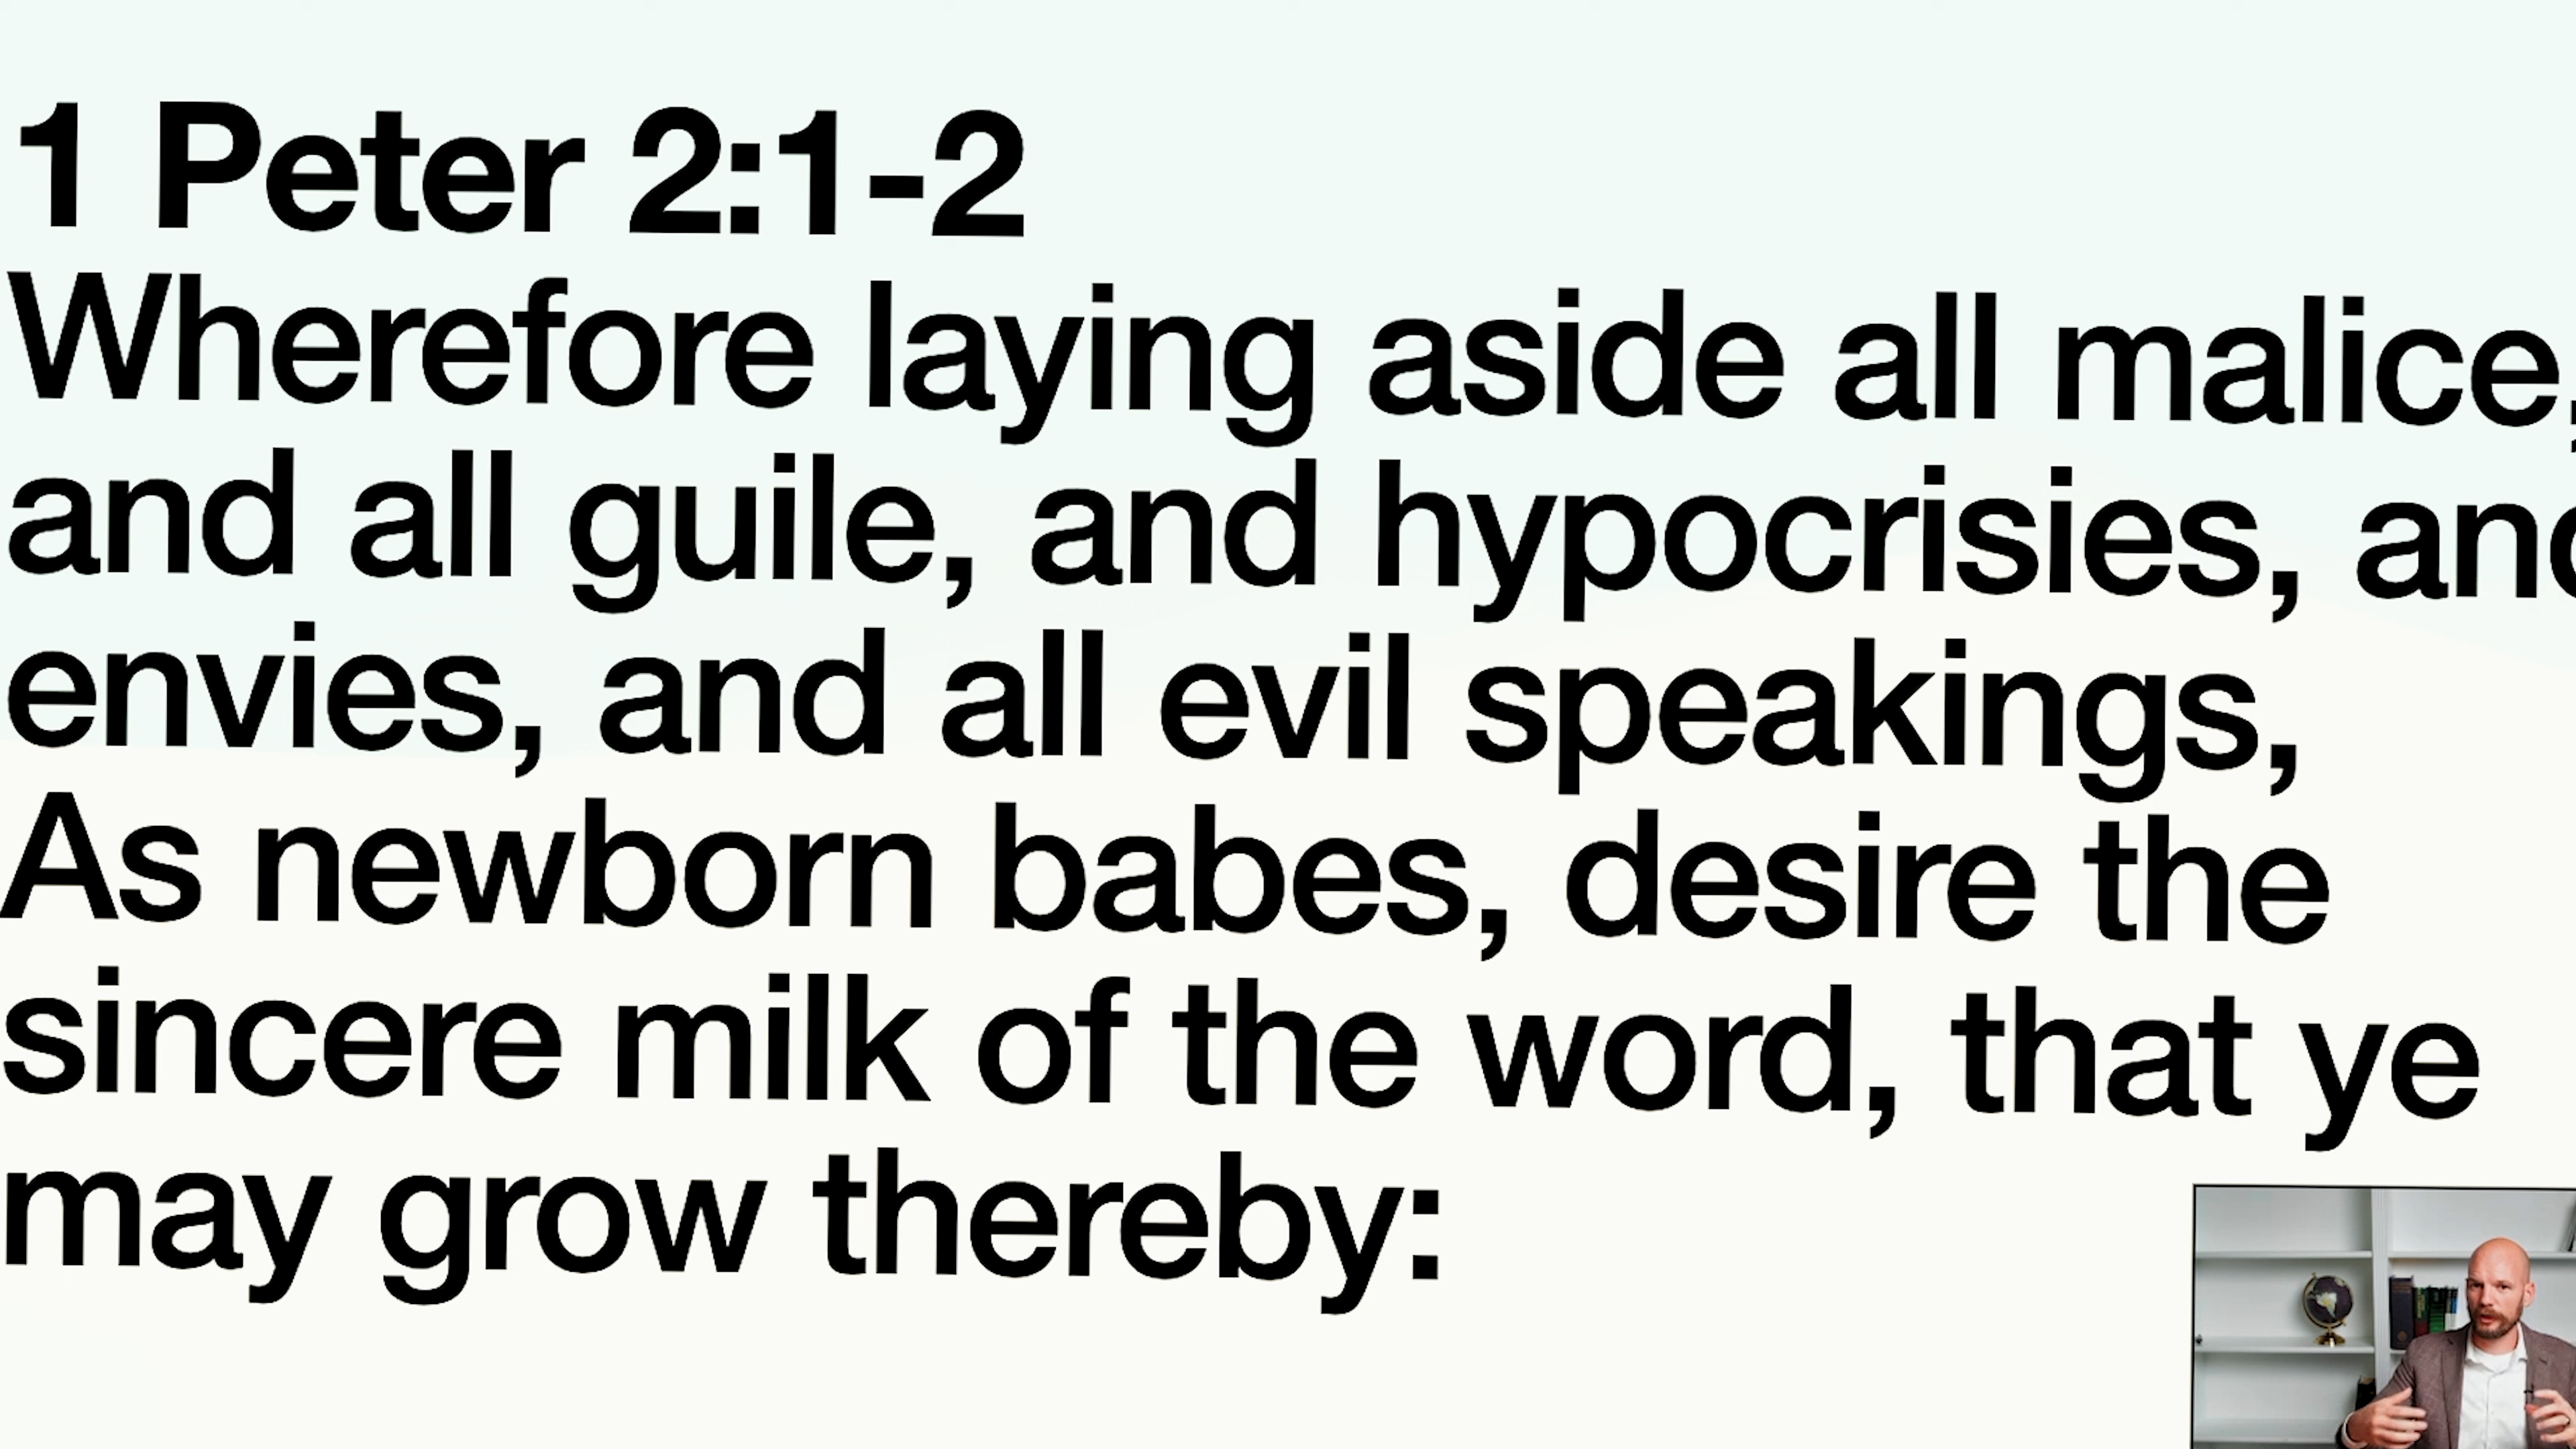 1 Peter 2:1-2
Wherefore laying aside all malice,
and all guile, and hypocrisies, and
envies, and all evil speakings,
As newborn babes, desire the
sincere milk of the word, that ye
may grow thereby: